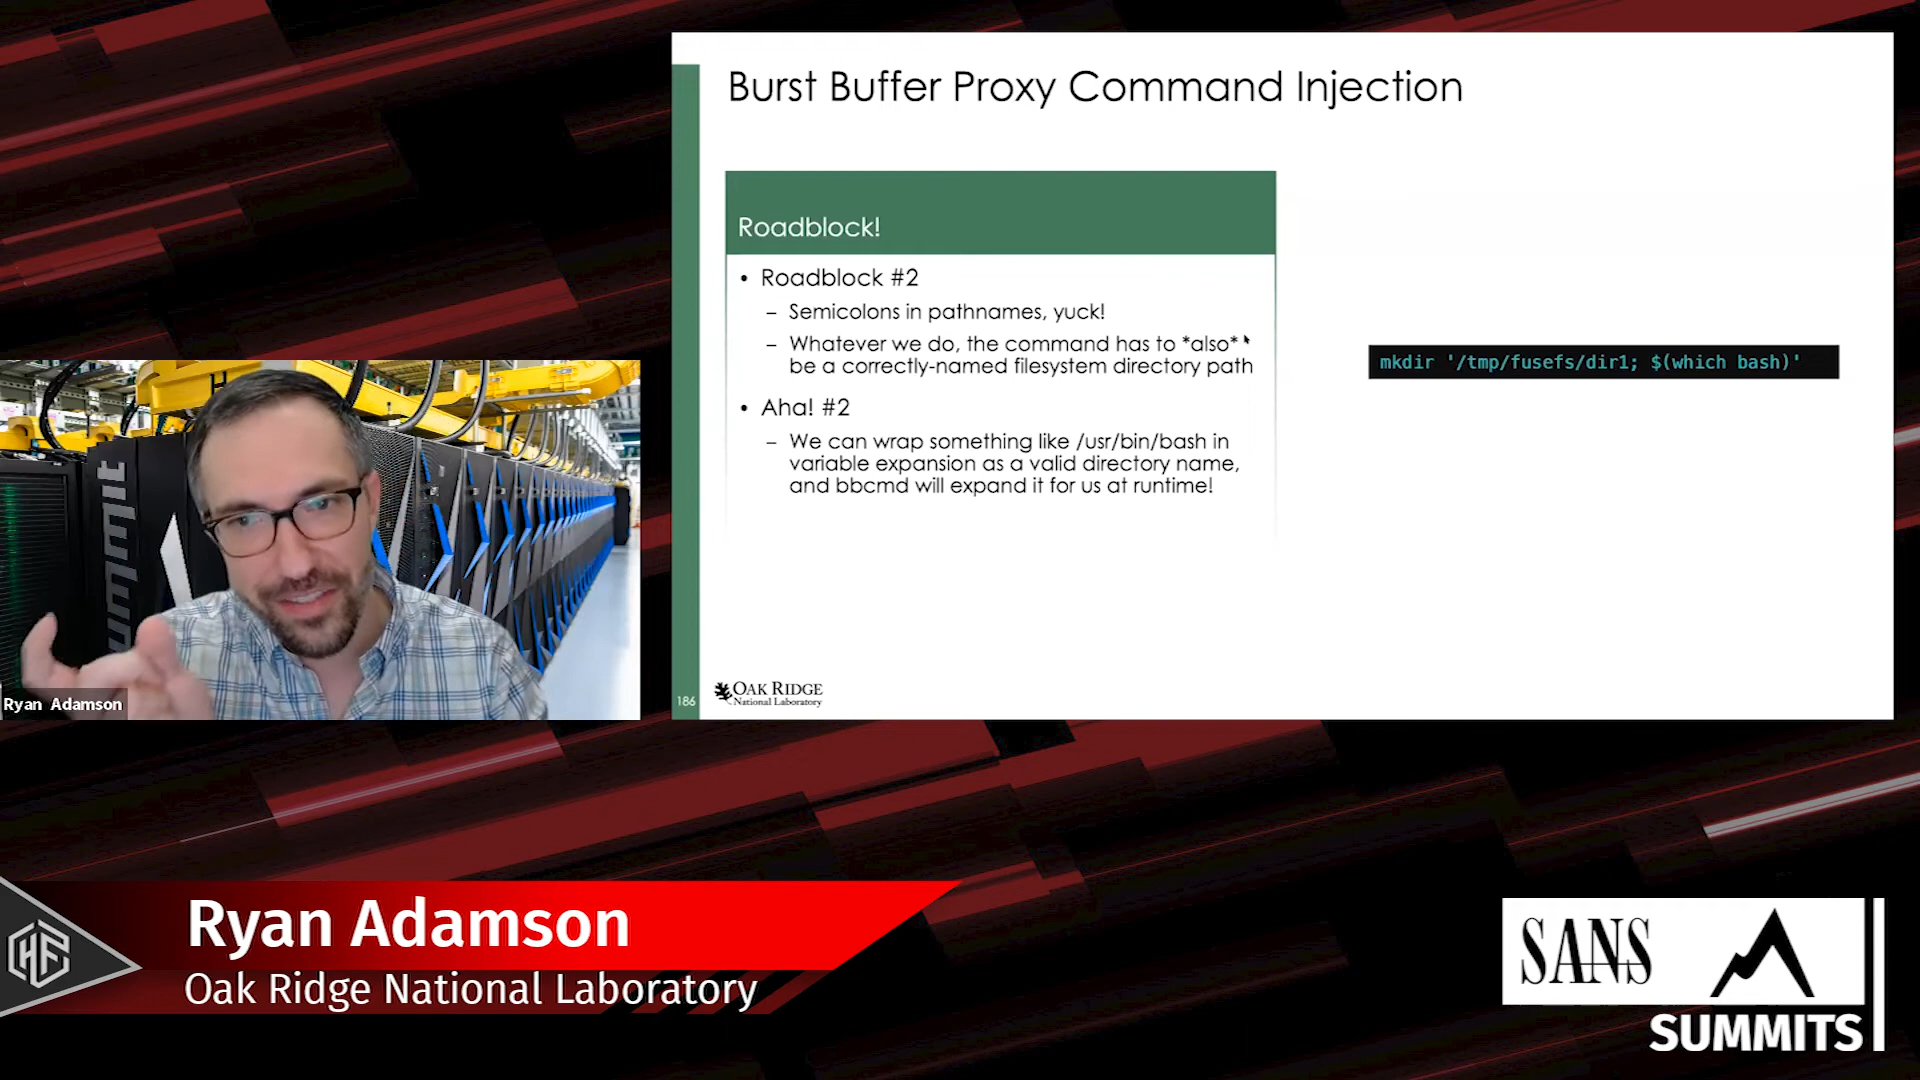 Burst Buffer Proxy Command Injection
Roadblock!
• Roadblock #2
– Semicolons in pathnames, yuck!
– Whatever we do, the command has to *also*
be a correctly-named filesystem directory path
• Aha! #2
– We can wrap something like /usr/bin/bash in
variable expansion as a valid directory name,
and bbcmd will expand it for us at runtime!
mkdir '/tmp/fusefs/dir1; $(which bash)'
186
OAK RIDGE
National Laboratory
ummit
Ryan Adamson
Ryan Adamson
Oak Ridge National Laboratory
SANS
SUMMITS